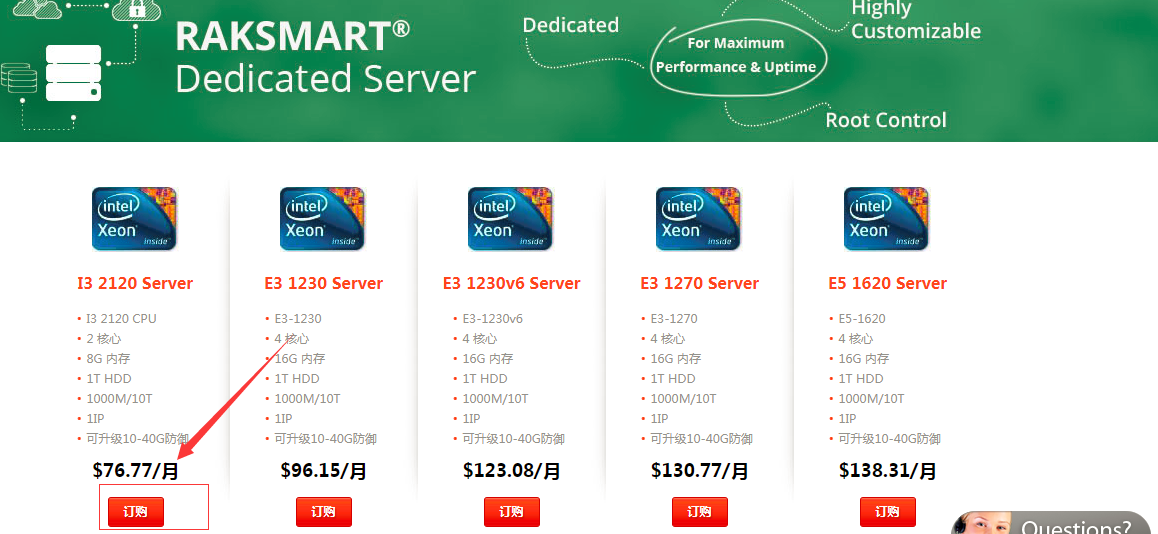 RAKSMART®
Dedicated Server
Dedicated
For Maximum
Performance & Uptime
Highly
Customizable
Root Control
intel
Xeon
inside™
I3 2120 Server
I3 2120 CPU
2 核心
8G 内存
1T HDD
1000M/10T
1IP
可升级10-40G防御
$76.77/月
订购
intel
Xeon
inside™
E3 1230 Server
E3-1230
4 核心
16G 内存
1T HDD
1000M/10T
1IP
可升级10-40G防御
$96.15/月
订购
intel
Xeon
inside™
E3 1230v6 Server
E3-1230v6
4 核心
16G 内存
1T HDD
1000M/10T
1IP
可升级10-40G防御
$123.08/月
订购
intel
Xeon
inside™
E3 1270 Server
E3-1270
4 核心
16G 内存
1T HDD
1000M/10T
1IP
可升级10-40G防御
$130.77/月
订购
intel
Xeon
inside™
E5 1620 Server
E5-1620
4 核心
16G 内存
1T HDD
1000M/10T
1IP
可升级10-40G防御
$138.31/月
订购
Questions?